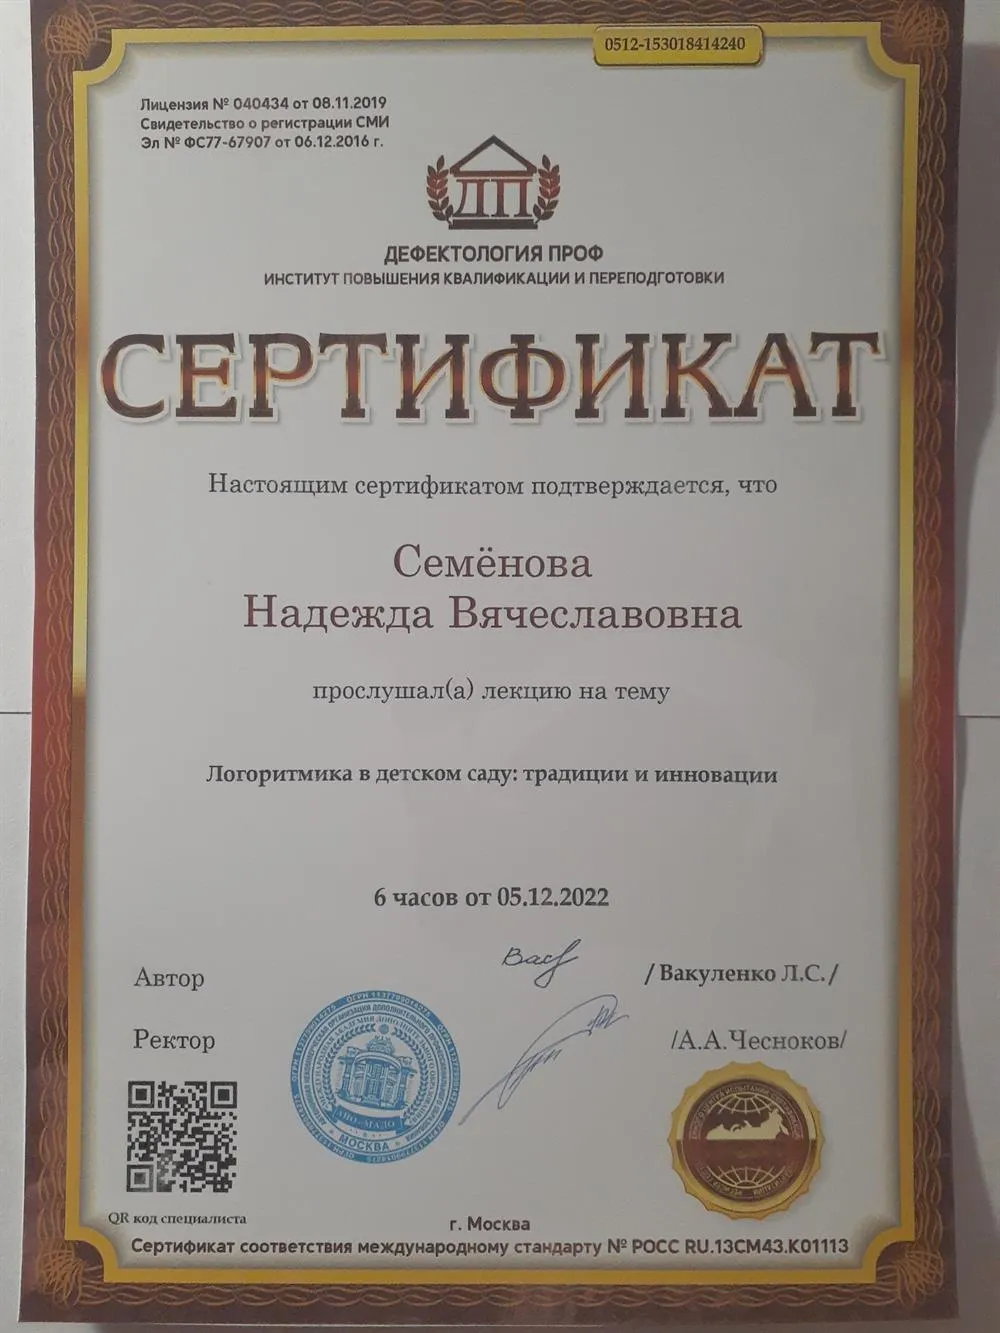 0512-153018414240
Лицензия № 040434 от 08.11.2019
Свидетельство о регистрации СМИ
Эл № ФС77-67907 от 06.12.2016 г.
ДП
ДЕФЕКТОЛОГИЯ ПРОФ
ИНСТИТУТ ПОВЫШЕНИЯ КВАЛИФИКАЦИИ И ПЕРЕПОДГОТОВКИ
СЕРТИФИКАТ
Настоящим сертификатом подтверждается, что
Семёнова
Надежда Вячеславовна
прослушал(а) лекцию на тему
Логоритмика в детском саду: традиции и инновации
6 часов от 05.12.2022
Автор
/Вакуленко Л.С./
Ректор
/А.А.Чесноков/
МОСКВА
QR код специалиста
г. Москва
Сертификат соответствия международному стандарту № РОСС RU.13СМ43.К01113